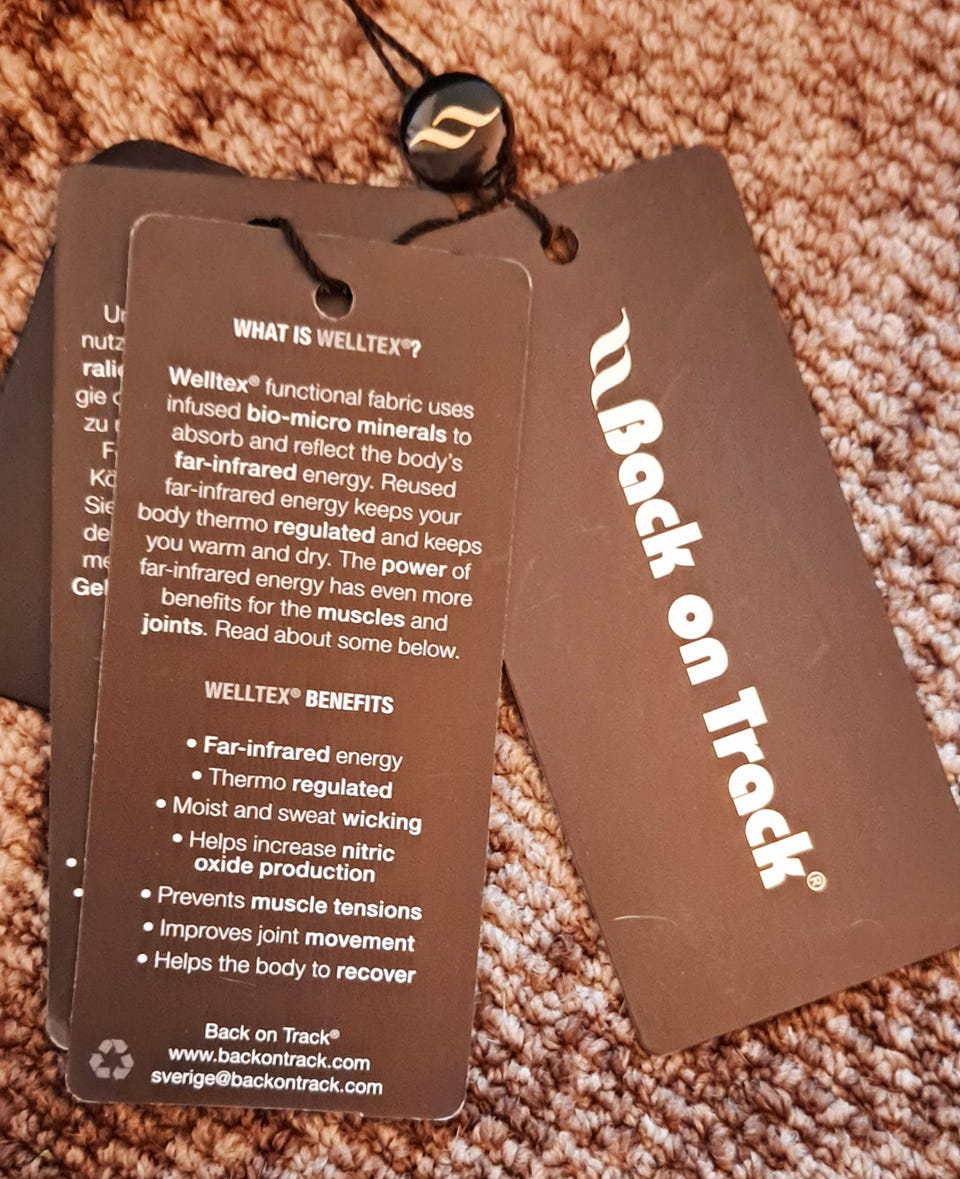 WHAT IS WELLTEX®?
Welltex® functional fabric uses
infused bio-micro minerals to
absorb and reflect the body's
far-infrared energy. Reused
far-infrared energy keeps your
body thermo regulated and keeps
you warm and dry. The power of
far-infrared energy has even more
benefits for the muscles and
joints. Read about some below.
WELLTEX® BENEFITS
• Far-infrared energy
• Thermo regulated
• Moist and sweat wicking
• Helps increase nitric
oxide production
• Prevents muscle tensions
• Improves joint movement
• Helps the body to recover
Back on Track®
www.backontrack.com
sverige@backontrack.com
Back on Track®
nutz
gie
zu
Sie